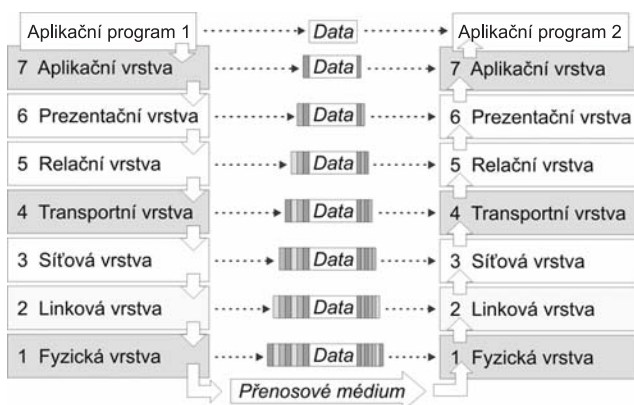 Aplikační program 1 Data Aplikační program 2
7 Aplikační vrstva Data 7 Aplikační vrstva
6 Prezentační vrstva Data 6 Prezentační vrstva
5 Relační vrstva Data 5 Relační vrstva
4 Transportní vrstva Data 4 Transportní vrstva
3 Síťová vrstva Data 3 Síťová vrstva
2 Linková vrstva Data 2 Linková vrstva
1 Fyzická vrstva Data 1 Fyzická vrstva
Přenosové médium